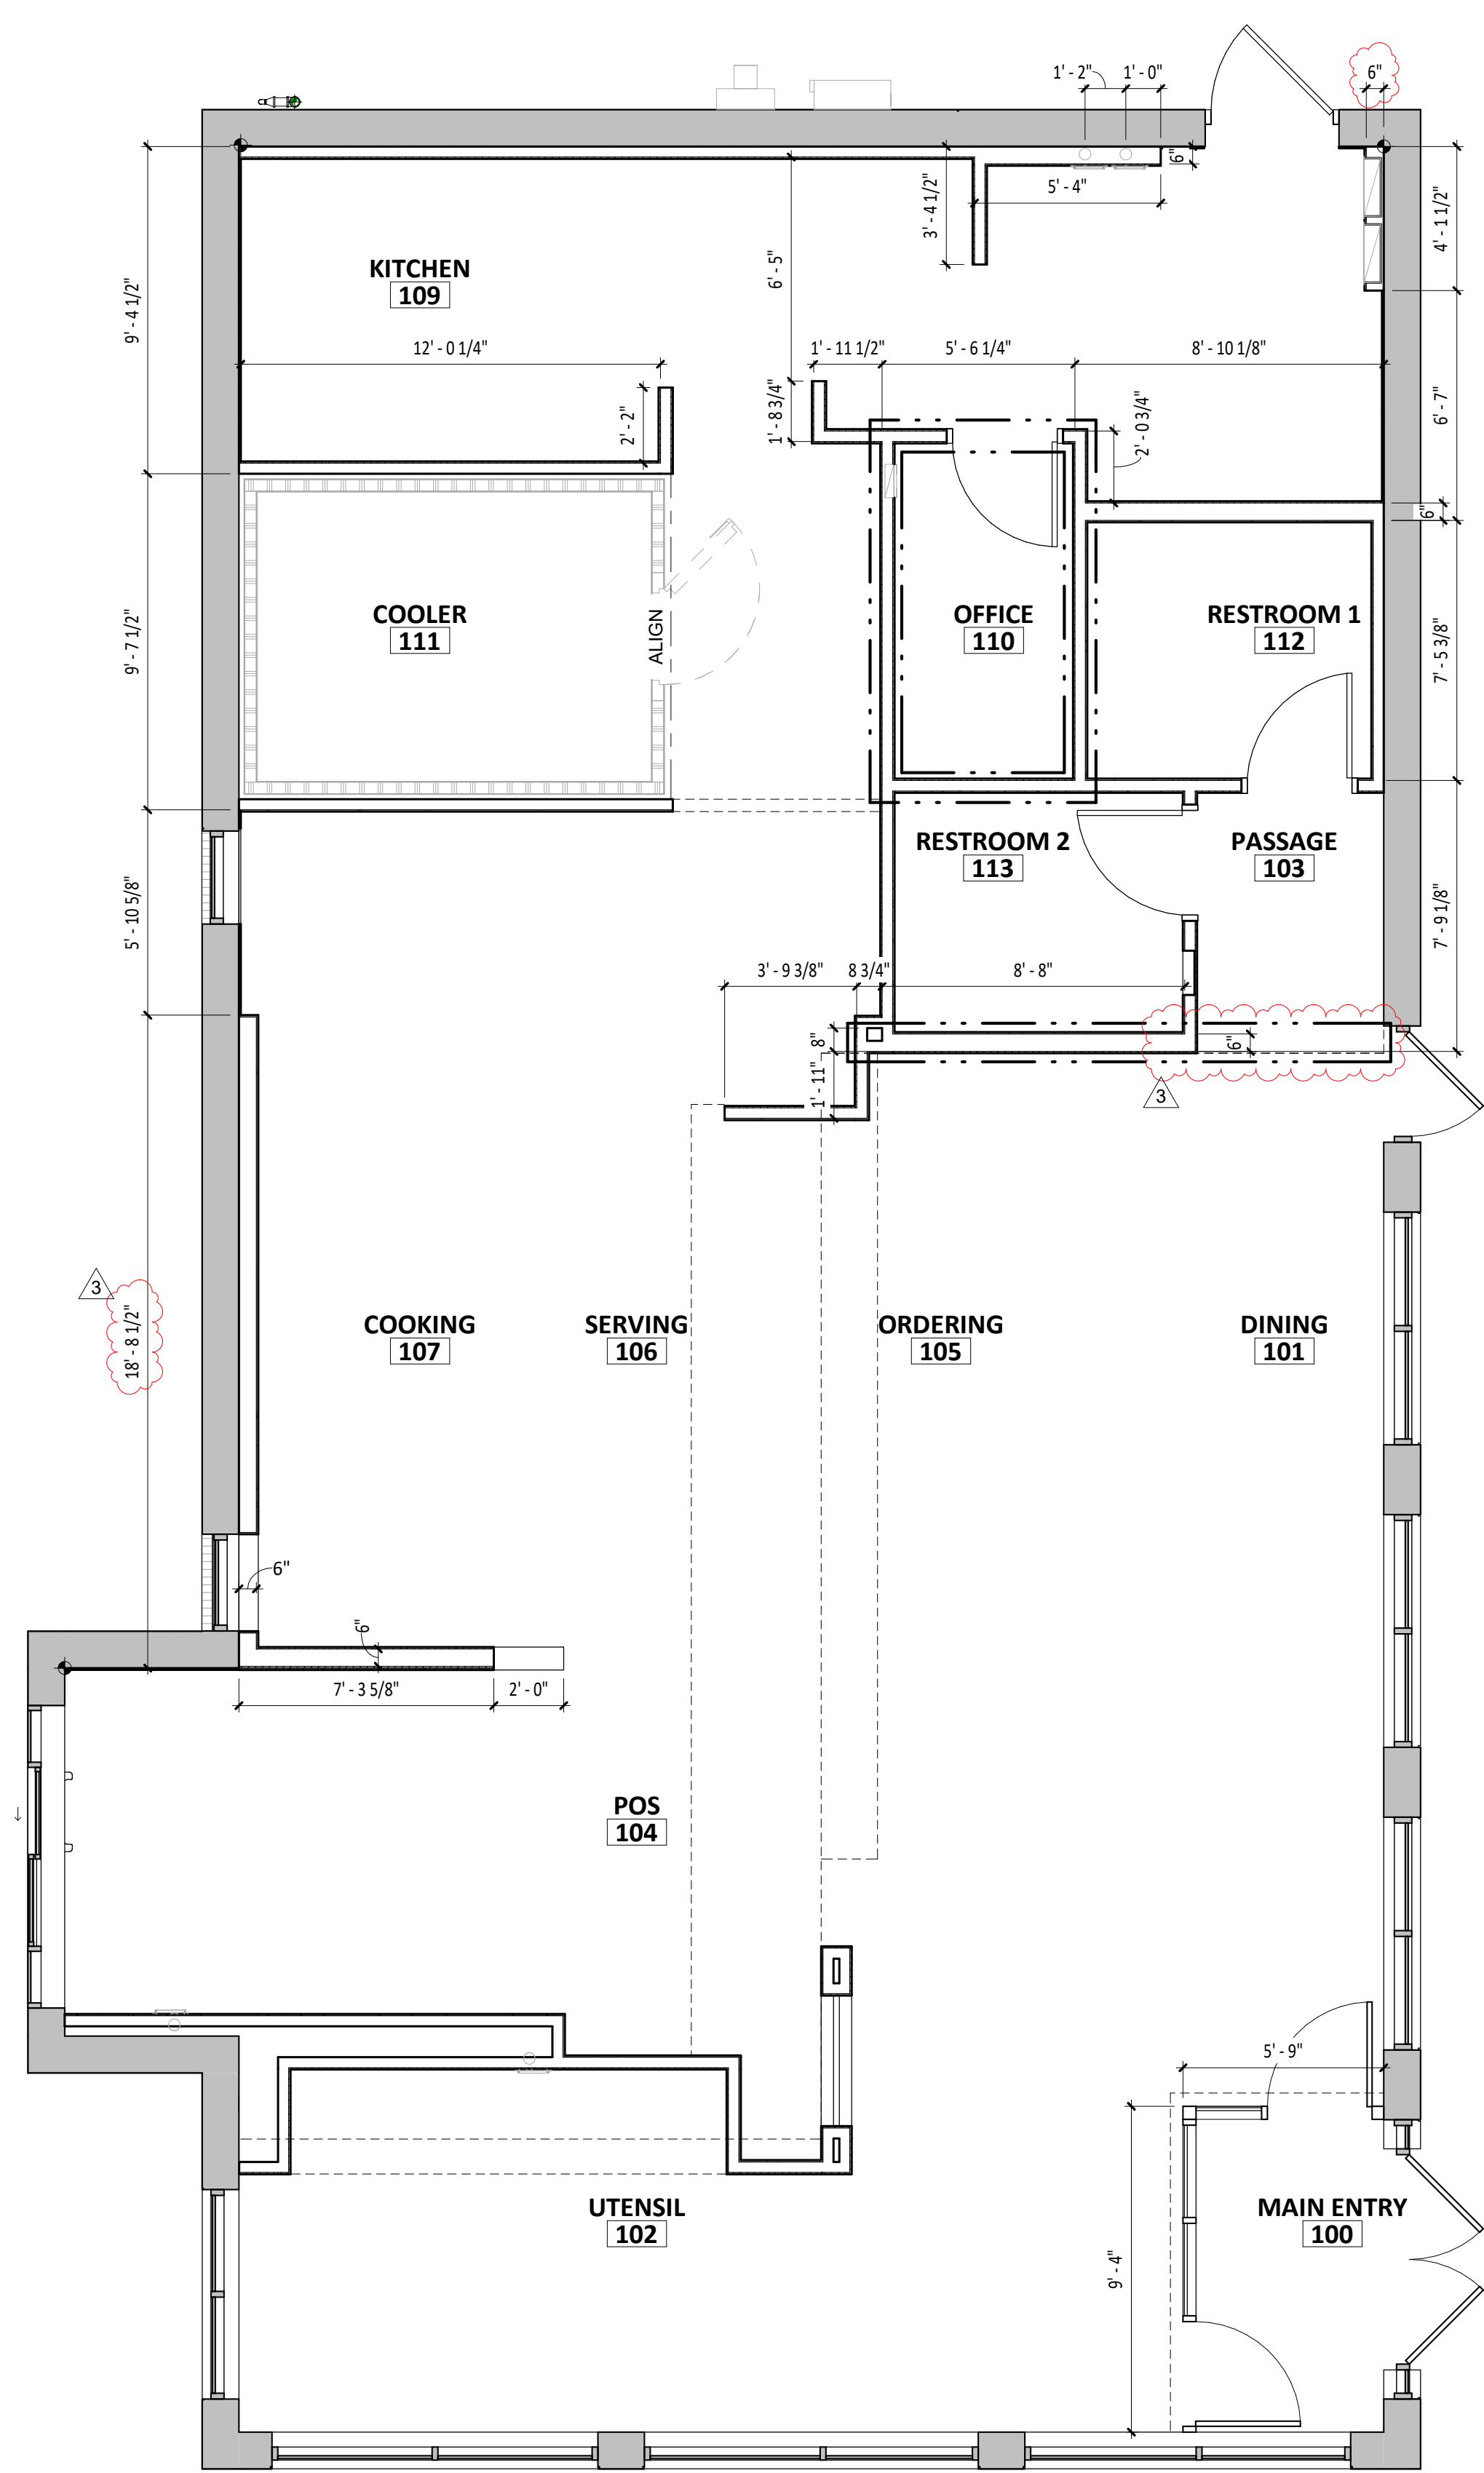 1' - 2"
1' - 0"
6"
6"
5' - 4"
3' - 4 1/2"
6' - 5"
4' - 1 1/2"
9' - 4 1/2"
KITCHEN
109
12' - 0 1/4"
1' - 11 1/2"
5' - 6 1/4"
8' - 10 1/8"
2' - 2"
1' - 8 3/4"
2' - 0 3/4"
6' - 7"
6"
9' - 7 1/2"
COOLER
111
ALIGN
OFFICE
110
RESTROOM 1
112
7' - 5 3/8"
RESTROOM 2
113
PASSAGE
103
5' - 10 5/8"
7' - 9 1/8"
3' - 9 3/8"
8 3/4"
8' - 8"
8"
6"
1' - 11"
3
3
18' - 8 1/2"
COOKING
107
SERVING
106
ORDERING
105
DINING
101
6"
6"
7' - 3 5/8"
2' - 0"
POS
104
5' - 9"
UTENSIL
102
MAIN ENTRY
100
9' - 4"